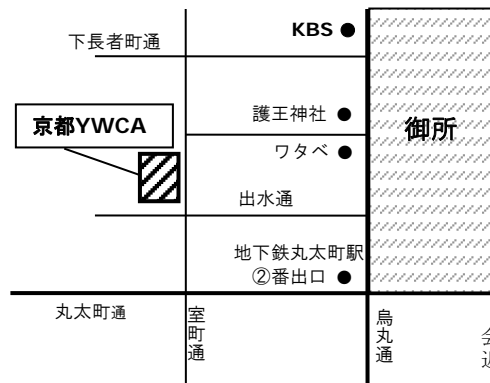 KBS
下長者町通
護王神社
京都YWCA
御所
ワタベ
出水通
地下鉄丸太町駅
②番出口
丸太町通
室町通
烏丸通
会